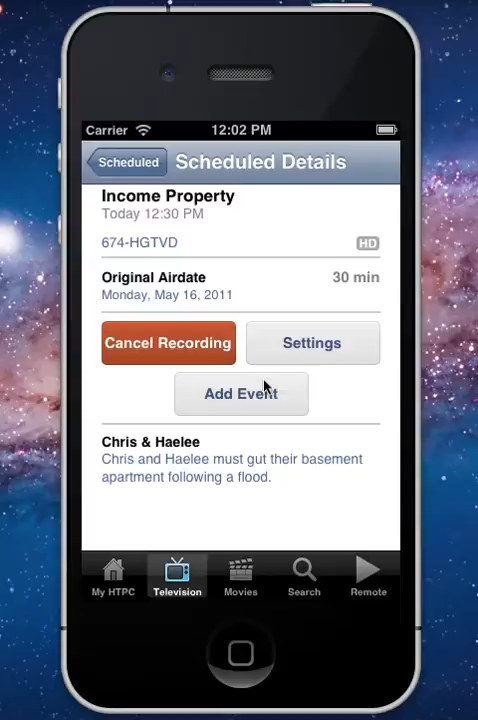 Carrier 12:02 PM
Scheduled Scheduled Details
Income Property
Today 12:30 PM
674-HGTVD HD
Original Airdate 30 min
Monday, May 16, 2011
Cancel Recording Settings
Add Event
Chris & Haelee
Chris and Haelee must gut their basement
apartment following a flood.
My HTPC Television Movies Search Remote